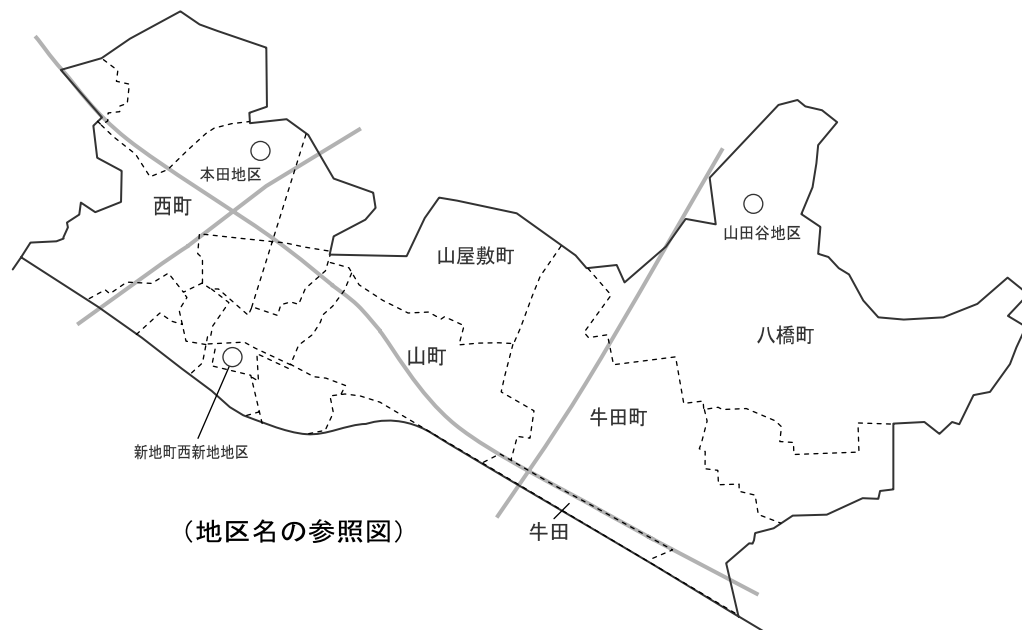 本田地区
西町
山屋敷町
山田谷地区
八橋町
山町
牛田町
新地町西新地地区
牛田
（地区名の参照図）